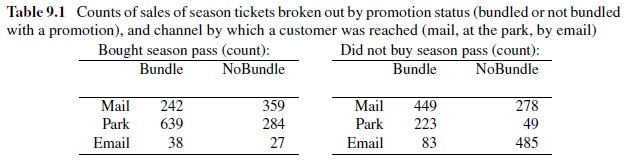 Table 9.1 Counts of sales of season tickets broken out by promotion status (bundled or not bundled
with a promotion), and channel by which a customer was reached (mail, at the park, by email)
Bought season pass (count): Did not buy season pass (count):
Bundle NoBundle Bundle NoBundle
Mail 242 359 Mail 449 278
Park 639 284 Park 223 49
Email 38 27 Email 83 485